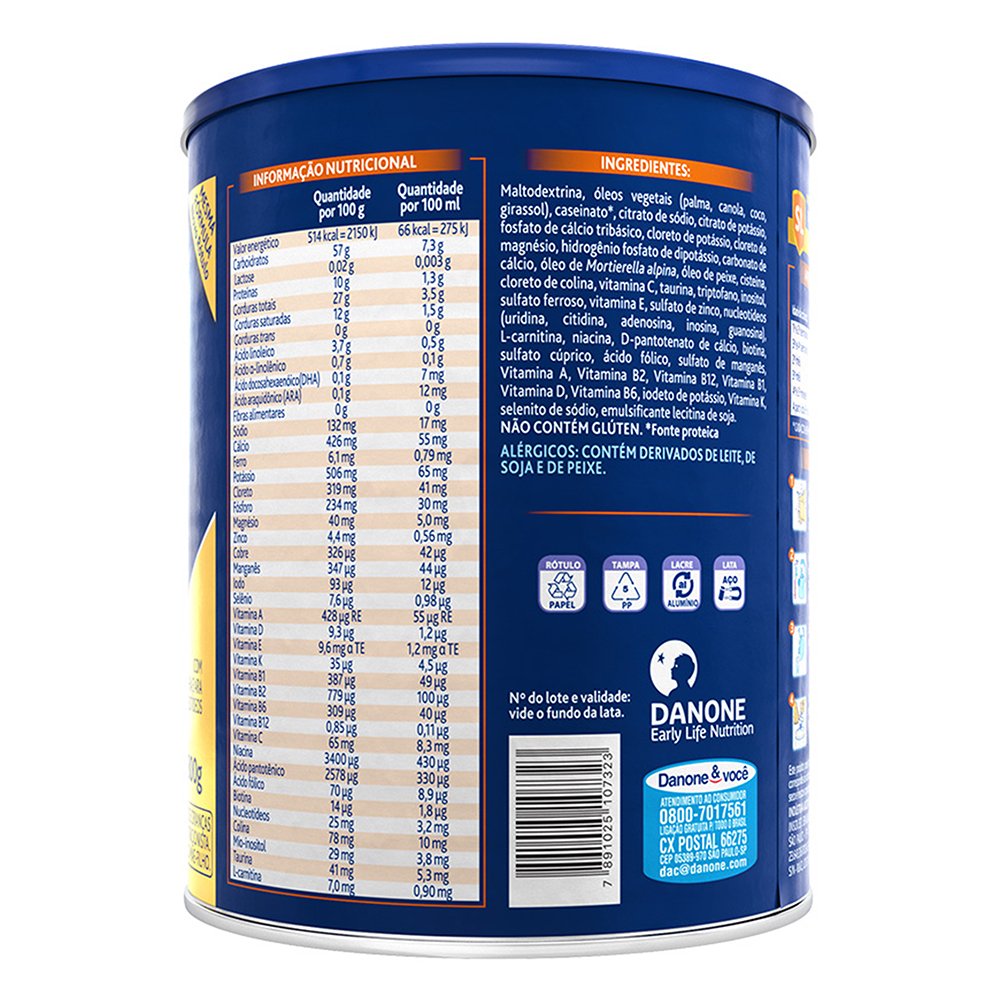 MESMA
FÓRMULA
INFORMAÇÃO NUTRICIONAL
Quantidade por 100 g Quantidade por 100 ml
Valor energético 514 kcal = 2150 kJ 66 kcal = 275 kJ
Carboidratos 57 g 7,3 g
Lactose 0,02 g 0,003 g
Proteínas 10 g 1,3 g
Gorduras totais 27 g 3,5 g
Gorduras saturadas 12 g 1,5 g
Gorduras trans 0 g 0 g
Ácido linoleico 3,7 g 0,5 g
Ácido α-linolênico 0,7 g 0,1 g
Ácido docosahexaenóico (DHA) 0,1 g 7 mg
Ácido araquidônico (ARA) 0,1 g 12 mg
Fibras alimentares 0 g 0 g
Sódio 132 mg 17 mg
Cálcio 426 mg 55 mg
Ferro 6,1 mg 0,79 mg
Potássio 506 mg 65 mg
Cloreto 319 mg 41 mg
Fósforo 234 mg 30 mg
Magnésio 40 mg 5,0 mg
Zinco 4,4 mg 0,56 mg
Cobre 326 µg 42 µg
Manganês 347 µg 44 µg
Iodo 93 µg 12 µg
Selênio 7,6 µg 0,98 µg
Vitamina A 428 µg RE 55 µg RE
Vitamina D 9,3 µg 1,2 µg
Vitamina E 9,6 mg α TE 1,2 mg α TE
Vitamina K 35 µg 4,5 µg
Vitamina B1 387 µg 49 µg
Vitamina B2 779 µg 100 µg
Vitamina B6 309 µg 40 µg
Vitamina B12 0,85 µg 0,11 µg
Vitamina C 65 mg 8,3 mg
Niacina 3400 µg 430 µg
Ácido pantotênico 2578 µg 330 µg
Ácido fólico 70 µg 8,9 µg
Biotina 14 µg 1,8 µg
Nucleotídeos 25 mg 3,2 mg
Colina 78 mg 10 mg
Mio-inositol 29 mg 3,8 mg
Taurina 41 mg 5,3 mg
L-carnitina 7,0 mg 0,90 mg
INGREDIENTES:
Maltodextrina, óleos vegetais (palma, canola, coco,
girassol), caseinato*, citrato de sódio, citrato de potássio,
fosfato de cálcio tribásico, cloreto de potássio, cloreto de
magnésio, hidrogênio fosfato de dipotássio, carbonato de
cálcio, óleo de Mortierella alpina, óleo de peixe, cisteína,
cloreto de colina, vitamina C, taurina, triptofano, inositol,
sulfato ferroso, vitamina E, sulfato de zinco, nucleotídeos
(uridina, citidina, adenosina, inosina, guanosina),
L-carnitina, niacina, D-pantotenato de cálcio, biotina,
sulfato cúprico, ácido fólico, sulfato de manganês,
Vitamina A, Vitamina B2, Vitamina B12, Vitamina B1,
Vitamina D, Vitamina B6, iodeto de potássio, Vitamina K,
selenito de sódio, emulsificante lecitina de soja.
NÃO CONTÉM GLÚTEN. *Fonte proteica
ALÉRGICOS: CONTÉM DERIVADOS DE LEITE, DE
SOJA E DE PEIXE.
RÓTULO TAMPA LACRE LATA
5 AÇO
PAPEL PP ALUMÍNIO
Nº do lote e validade:
vide o fundo da lata.
DANONE
Early Life Nutrition
7 891025 107323
Danone & você
ATENDIMENTO AO CONSUMIDOR
0800-7017561
LIGAÇÃO GRATUITA P/ TODO O BRASIL
CX POSTAL 66275
CEP 05389-970 SÃO PAULO-SP
dac@danone.com